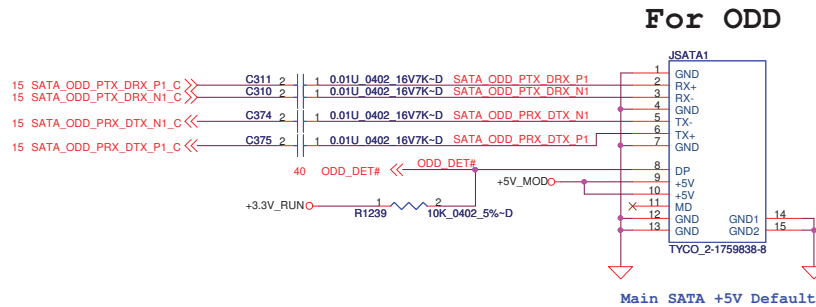 For ODD
JSATA1
15 SATA_ODD_PTX_DRX_P1_C C311 2 1 0.01U_0402_16V7K~D SATA_ODD_PTX_DRX_P1 1 GND
15 SATA_ODD_PTX_DRX_N1_C C310 2 1 0.01U_0402_16V7K~D SATA_ODD_PTX_DRX_N1 2 RX+
3 RX-
4 GND
15 SATA_ODD_PRX_DTX_N1_C C374 2 1 0.01U_0402_16V7K~D SATA_ODD_PRX_DTX_N1 5 TX-
15 SATA_ODD_PRX_DTX_P1_C C375 2 1 0.01U_0402_16V7K~D SATA_ODD_PRX_DTX_P1 6 TX+
7 GND
40 ODD_DET# ODD_DET# 8 DP
+5V_MOD 9 +5V
10 +5V
+3.3V_RUN 1 2 11 MD
R1239 10K_0402_5%~D
12 GND GND1 14
13 GND GND2 15
TYCO_2-1759838-8
Main SATA +5V Default